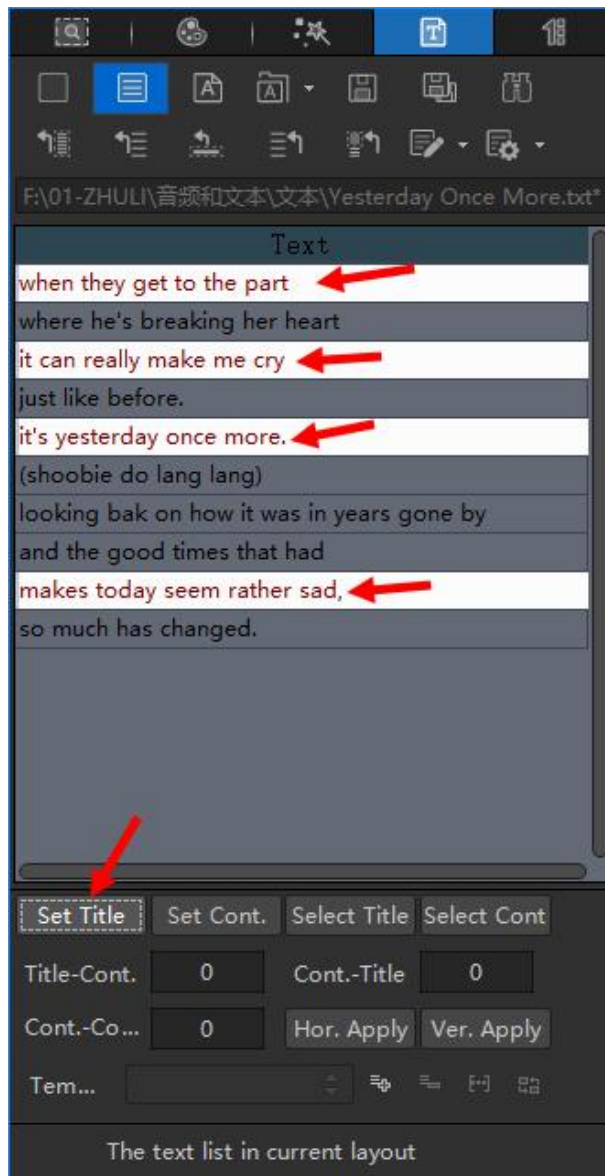 F:\01-ZHULI\音频和文本\文本\Yesterday Once More.txt*
Text
when they get to the part
where he's breaking her heart
it can really make me cry
just like before.
it's yesterday once more.
(shoobie do lang lang)
looking bak on how it was in years gone by
and the good times that had
makes today seem rather sad,
so much has changed.
Set Title Set Cont. Select Title Select Cont
Title-Cont. 0 Cont.-Title 0
Cont.-Co... 0 Hor. Apply Ver. Apply
Tem...
The text list in current layout